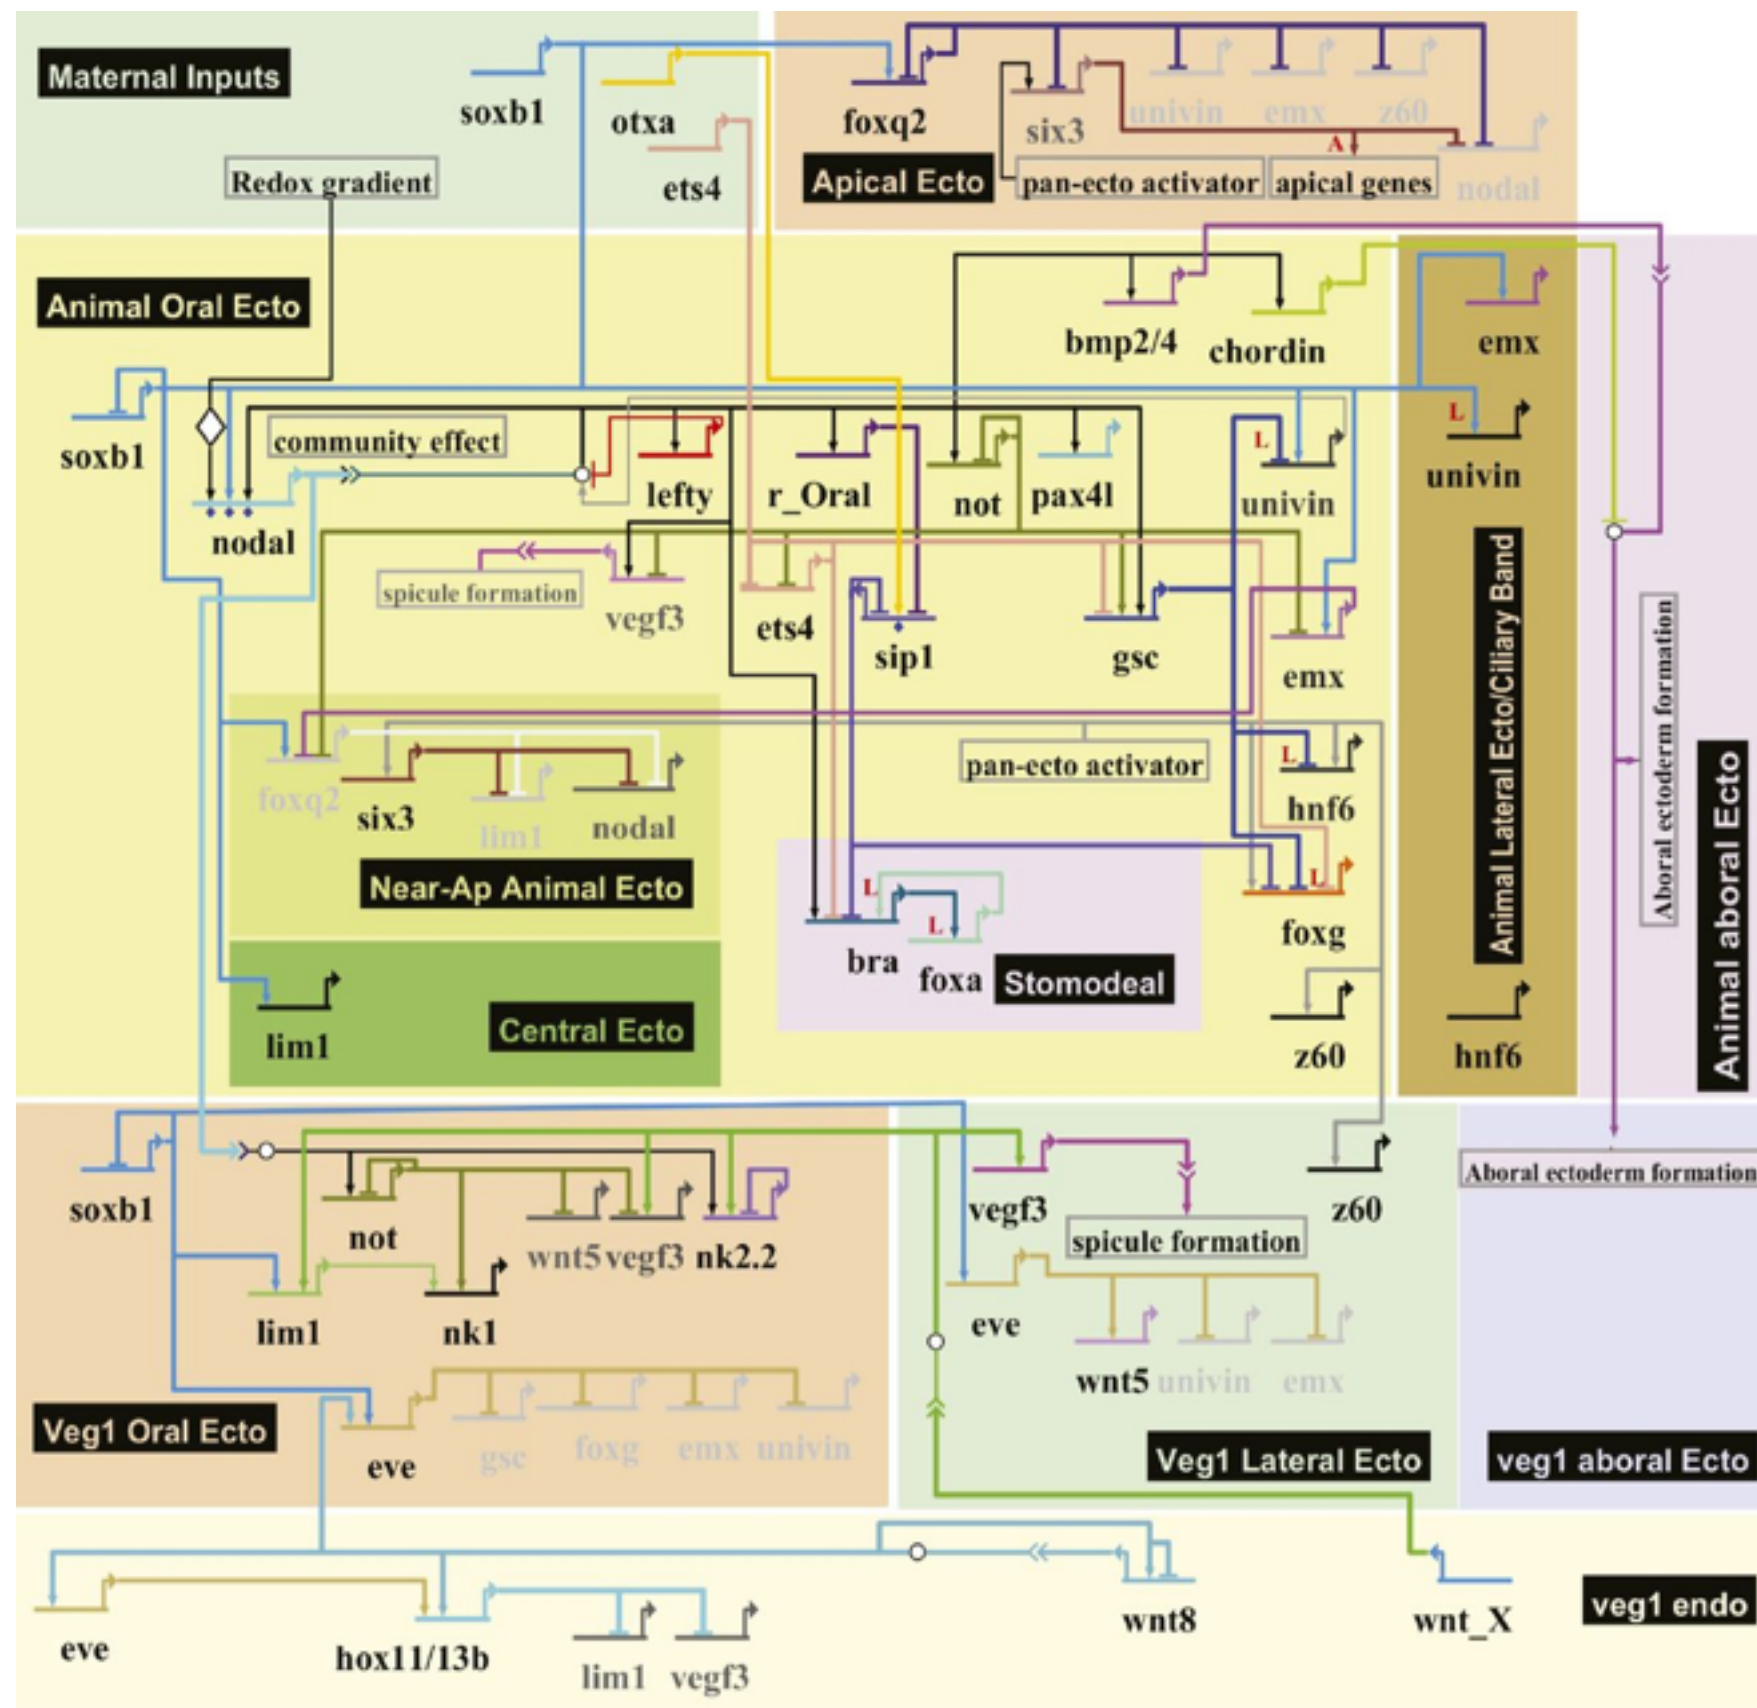 Maternal Inputs
soxb1
otxa
ets4
Redox gradient
foxq2
six3
univin
emx
z60
A
nodal
Apical Ecto
pan-ecto activator
apical genes
Animal Oral Ecto
bmp2/4
chordin
emx
soxb1
community effect
nodal
lefty
r_Oral
not
pax4l
L
univin
L
univin
spicule formation
vegf3
ets4
sip1
gsc
emx
foxq2
six3
lim1
nodal
Near-Ap Animal Ecto
pan-ecto activator
L
hnf6
L
foxg
L
bra
L
foxa
Stomodeal
lim1
Central Ecto
z60
hnf6
Animal Lateral Ecto/Ciliary Band
Aboral ectoderm formation
Animal aboral Ecto
soxb1
not
wnt5
vegf3
nk2.2
lim1
nk1
eve
gsc
foxg
emx
univin
Veg1 Oral Ecto
vegf3
spicule formation
z60
eve
wnt5
univin
emx
Veg1 Lateral Ecto
Aboral ectoderm formation
veg1 aboral Ecto
eve
hox11/13b
lim1
vegf3
wnt8
wnt_X
veg1 endo